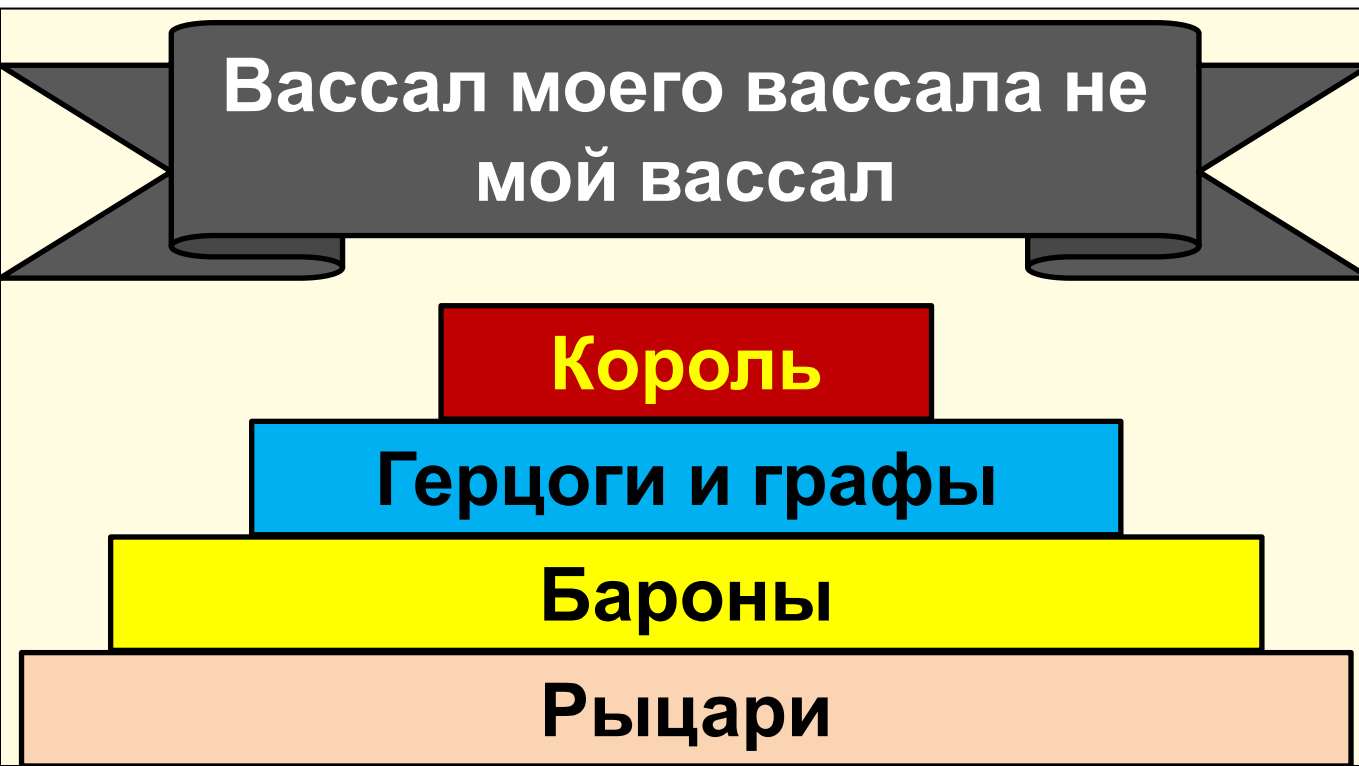 Вассал моего вассала не
мой вассал
Король
Герцоги и графы
Бароны
Рыцари